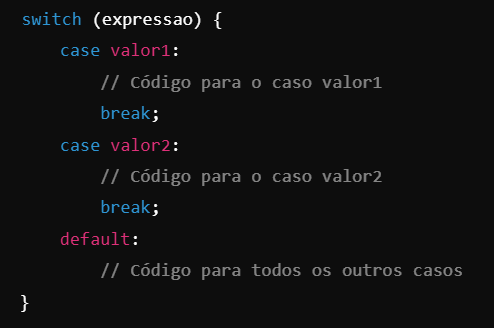 switch (expressao) {
case valor1:
// Código para o caso valor1
break;
case valor2:
// Código para o caso valor2
break;
default:
// Código para todos os outros casos
}